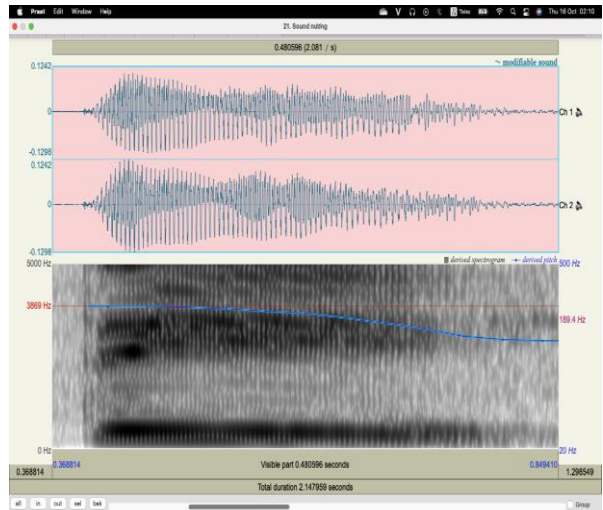 Praat Edit Window Help Thu 16 Oct 02:10
21. Sound nutring
0.480596 (2.081 / s)
0.1242 ~ modifiable sound
0 Ch 1
-0.1298
0.1242
0 Ch 2
-0.1298
derived spectrogram derived pitch
5000 Hz 500 Hz
3869 Hz
189.4 Hz
0 Hz 20 Hz
0.368814 Visible part 0.480596 seconds 0.849410
0.368814 1.298549
Total duration 2.147959 seconds
all in out sel bak Group